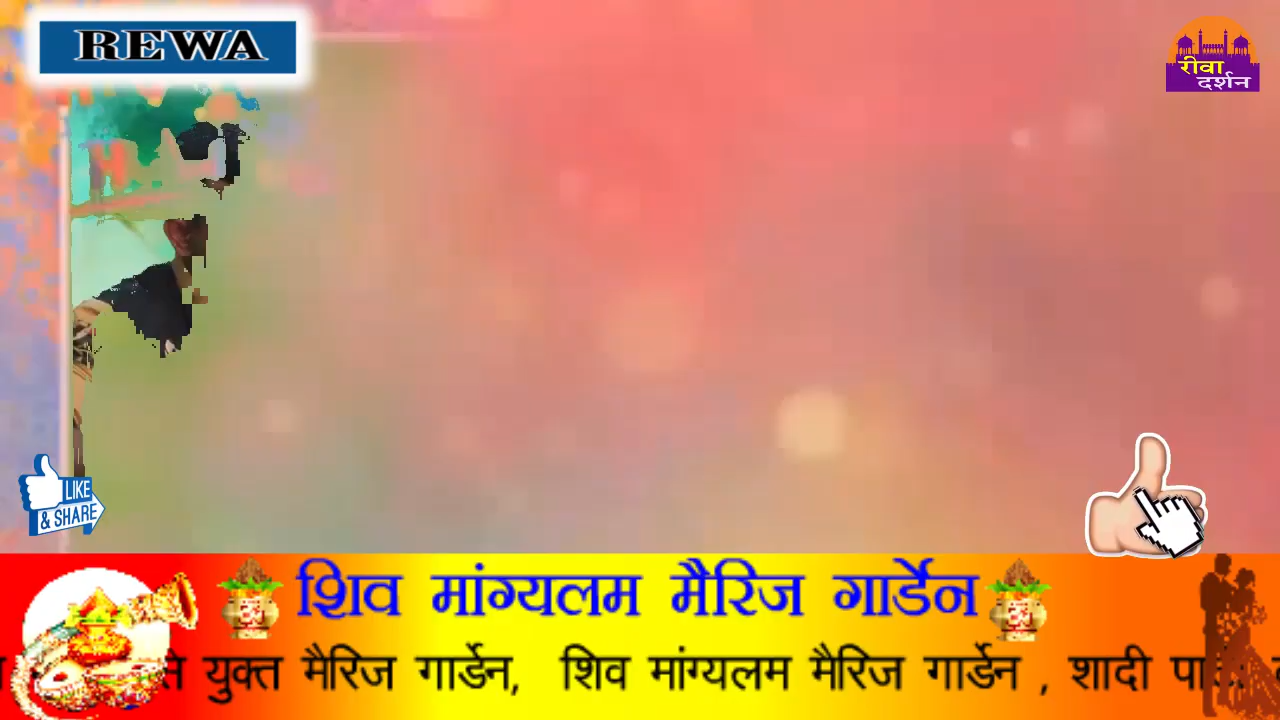 REWA
रीवा
दर्शन
LIKE
& SHARE
शिव मांग्यलम मैरिज गार्डेन
से युक्त मैरिज गार्डेन, शिव मांग्यलम मैरिज गार्डेन , शादी